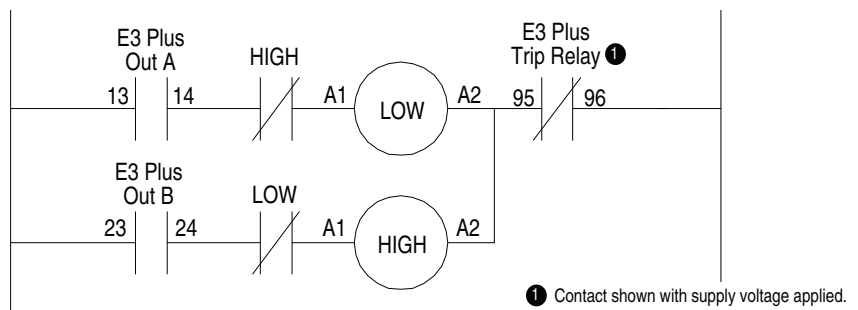 E3 Plus
Out A
HIGH
E3 Plus
Trip Relay ❶
13 14 A1 LOW A2 95 96
E3 Plus
Out B
LOW
23 24 A1 HIGH A2
❶ Contact shown with supply voltage applied.